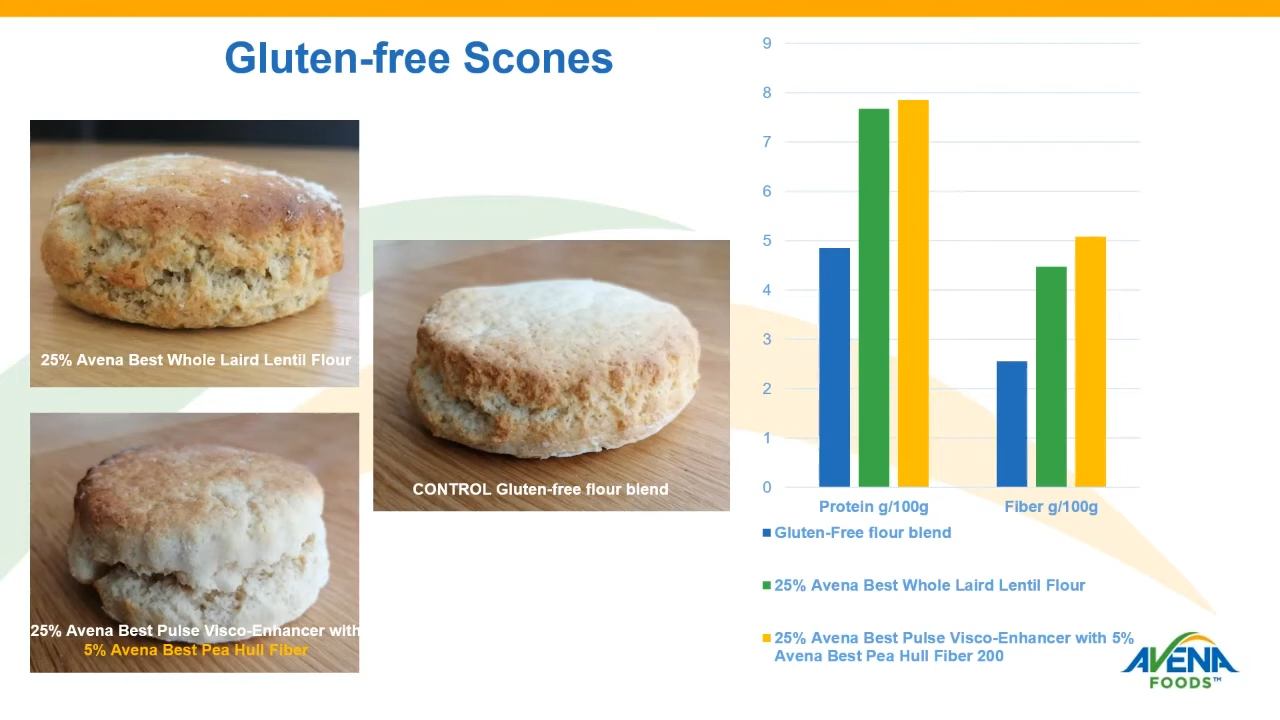 Gluten-free Scones
25% Avena Best Whole Laird Lentil Flour
CONTROL Gluten-free flour blend
25% Avena Best Pulse Visco-Enhancer with
5% Avena Best Pea Hull Fiber
9
8
7
6
5
4
3
2
1
0
Protein g/100g Fiber g/100g
Gluten-Free flour blend
25% Avena Best Whole Laird Lentil Flour
25% Avena Best Pulse Visco-Enhancer with 5%
Avena Best Pea Hull Fiber 200
AVENA
FOODS™